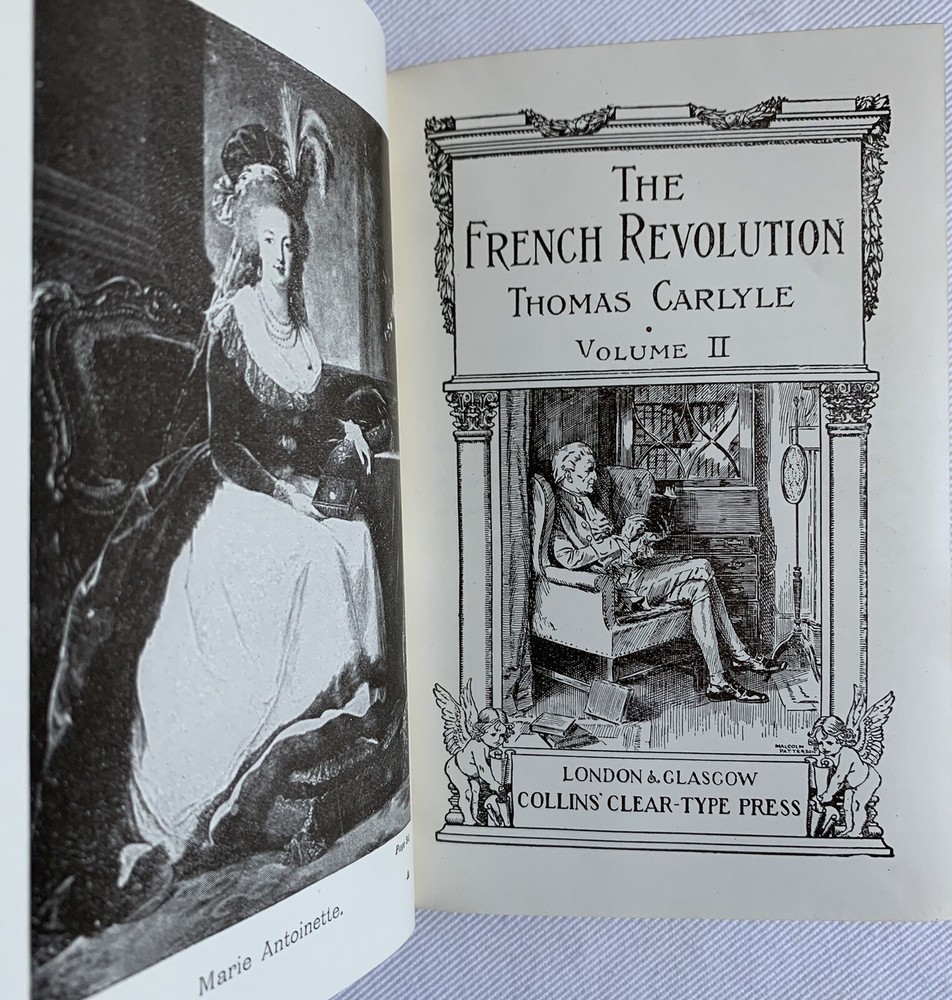 Marie Antoinette.
THE
FRENCH REVOLUTION
THOMAS CARLYLE
VOLUME II
MALCOLM
PATTERSON
LONDON & GLASGOW
COLLINS' CLEAR-TYPE PRESS